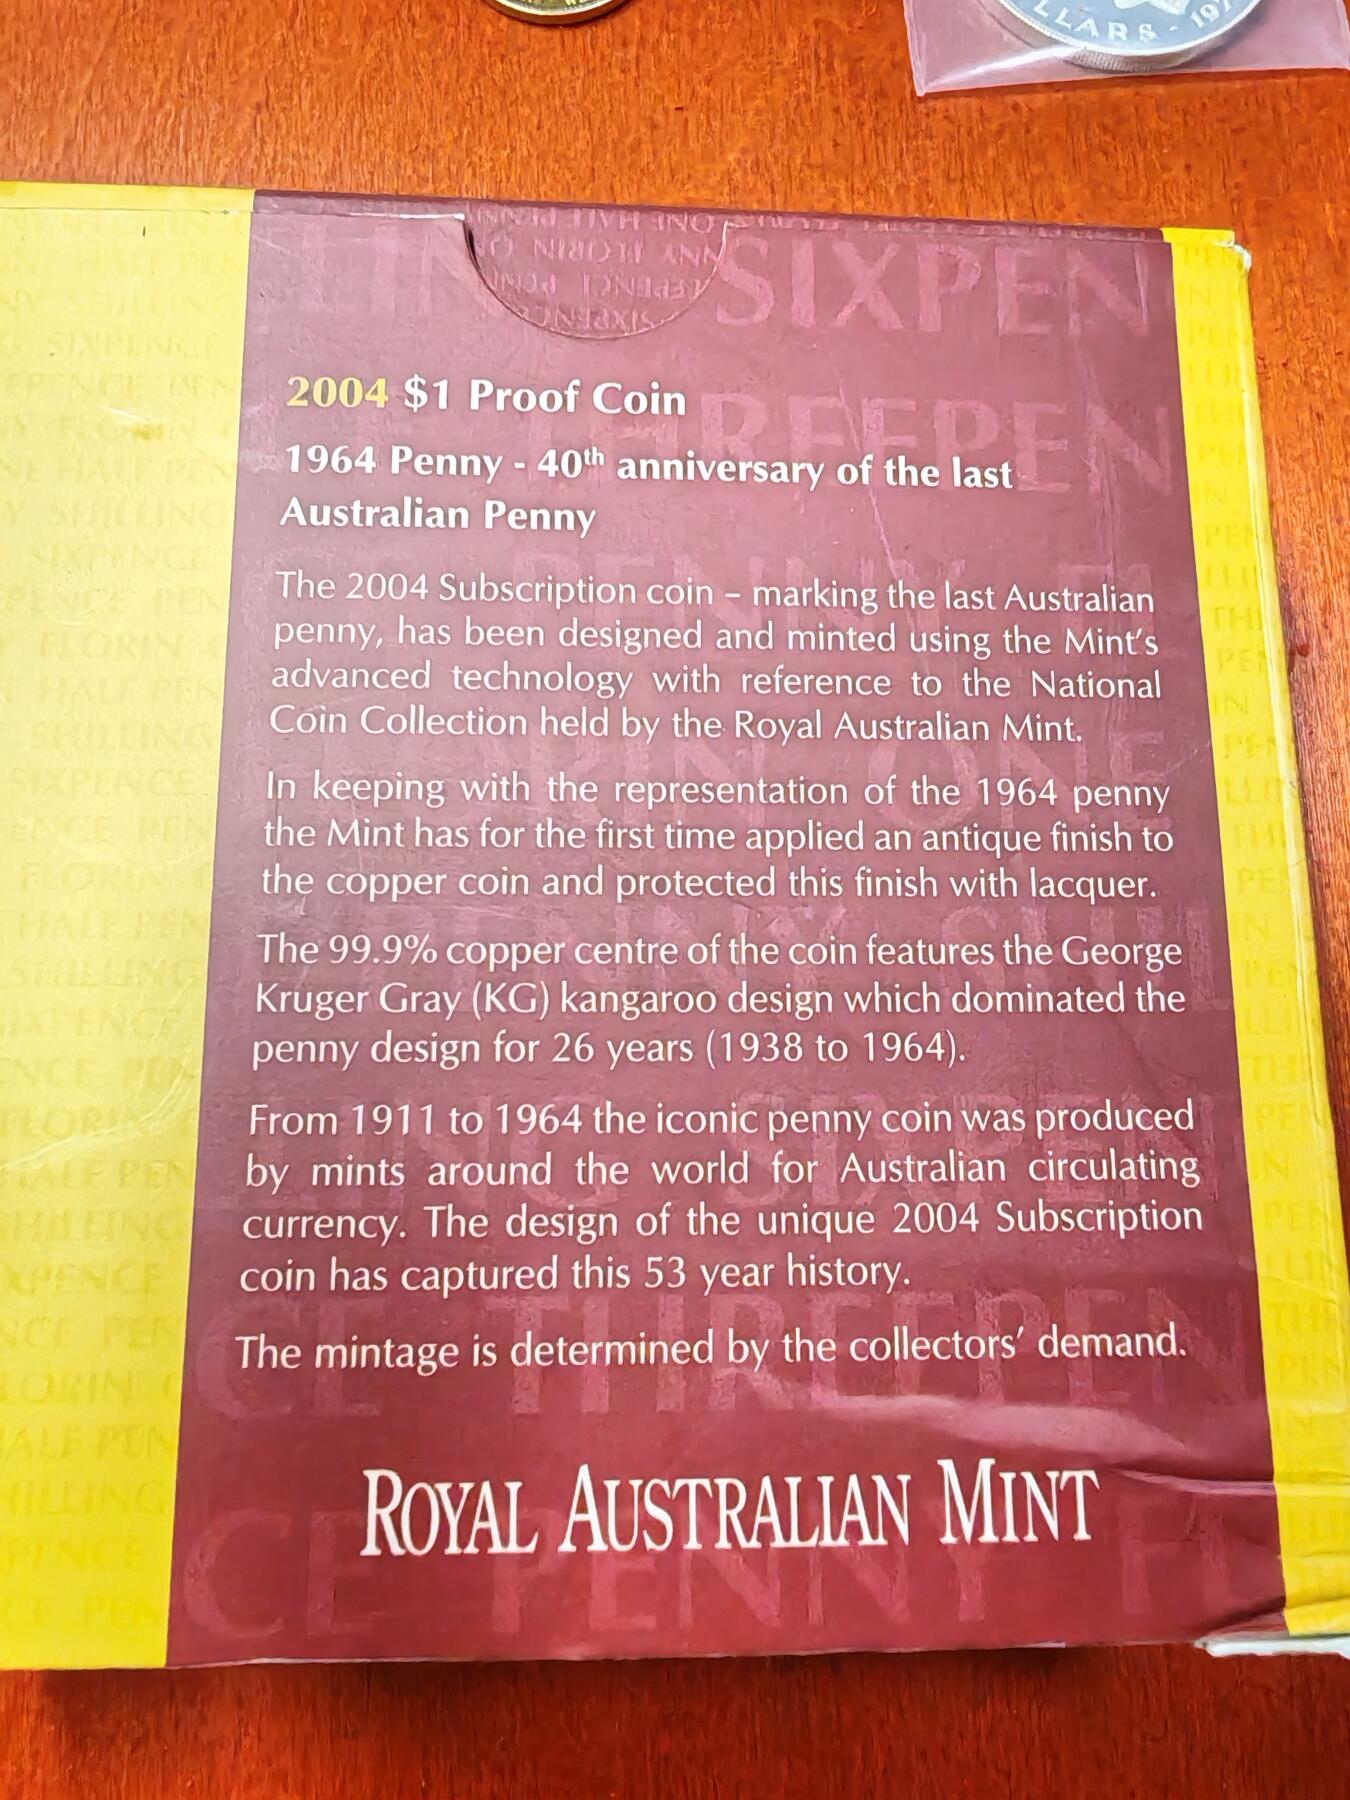 LLARS · 197
SIXPEN
THREEPEN
2004 $1 Proof Coin
1964 Penny - 40th anniversary of the last
Australian Penny
The 2004 Subscription coin – marking the last Australian
penny, has been designed and minted using the Mint's
advanced technology with reference to the National
Coin Collection held by the Royal Australian Mint.
In keeping with the representation of the 1964 penny
the Mint has for the first time applied an antique finish to
the copper coin and protected this finish with lacquer.
The 99.9% copper centre of the coin features the George
Kruger Gray (KG) kangaroo design which dominated the
penny design for 26 years (1938 to 1964).
From 1911 to 1964 the iconic penny coin was produced
by mints around the world for Australian circulating
currency. The design of the unique 2004 Subscription
coin has captured this 53 year history.
The mintage is determined by the collectors' demand.
ROYAL AUSTRALIAN MINT
CE PENNY FL